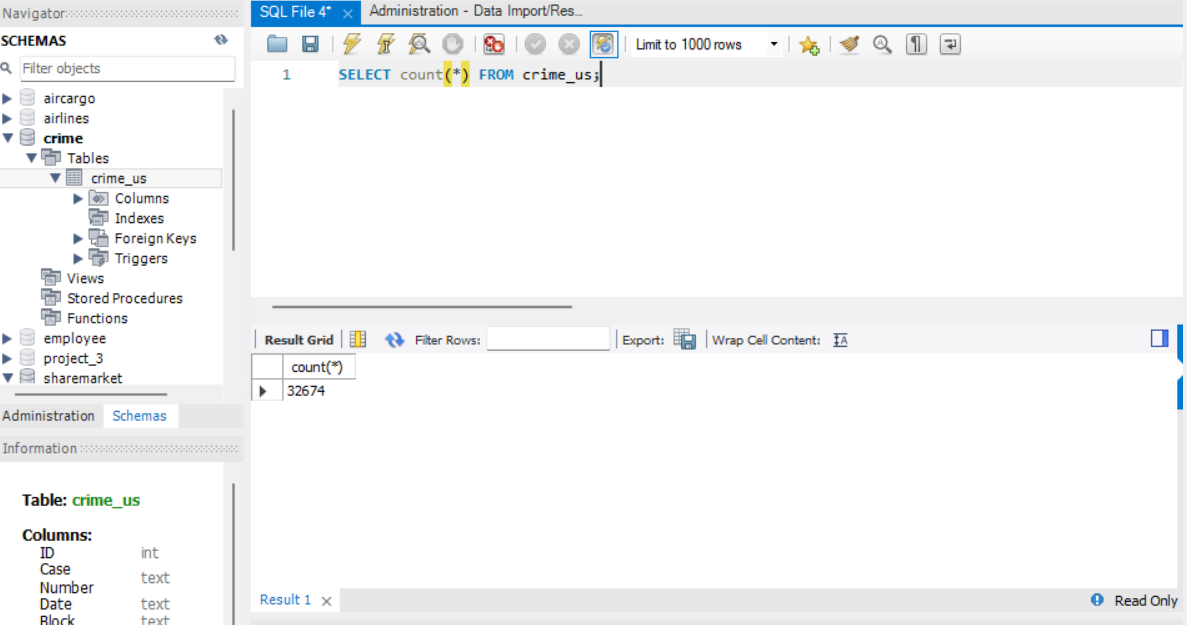 Navigator
SQL File 4*
Administration - Data Import/Res...
SCHEMAS
Limit to 1000 rows
Filter objects
1 SELECT count(*) FROM crime_us;
aircargo
airlines
crime
Tables
crime_us
Columns
Indexes
Foreign Keys
Triggers
Views
Stored Procedures
Functions
employee
project_3
sharemarket
Result Grid
Filter Rows:
Export:
Wrap Cell Content:
count(*)
32674
Administration
Schemas
Information
Table: crime_us
Columns:
ID int
Case
Number text
Date text
Block text
Result 1
Read Only